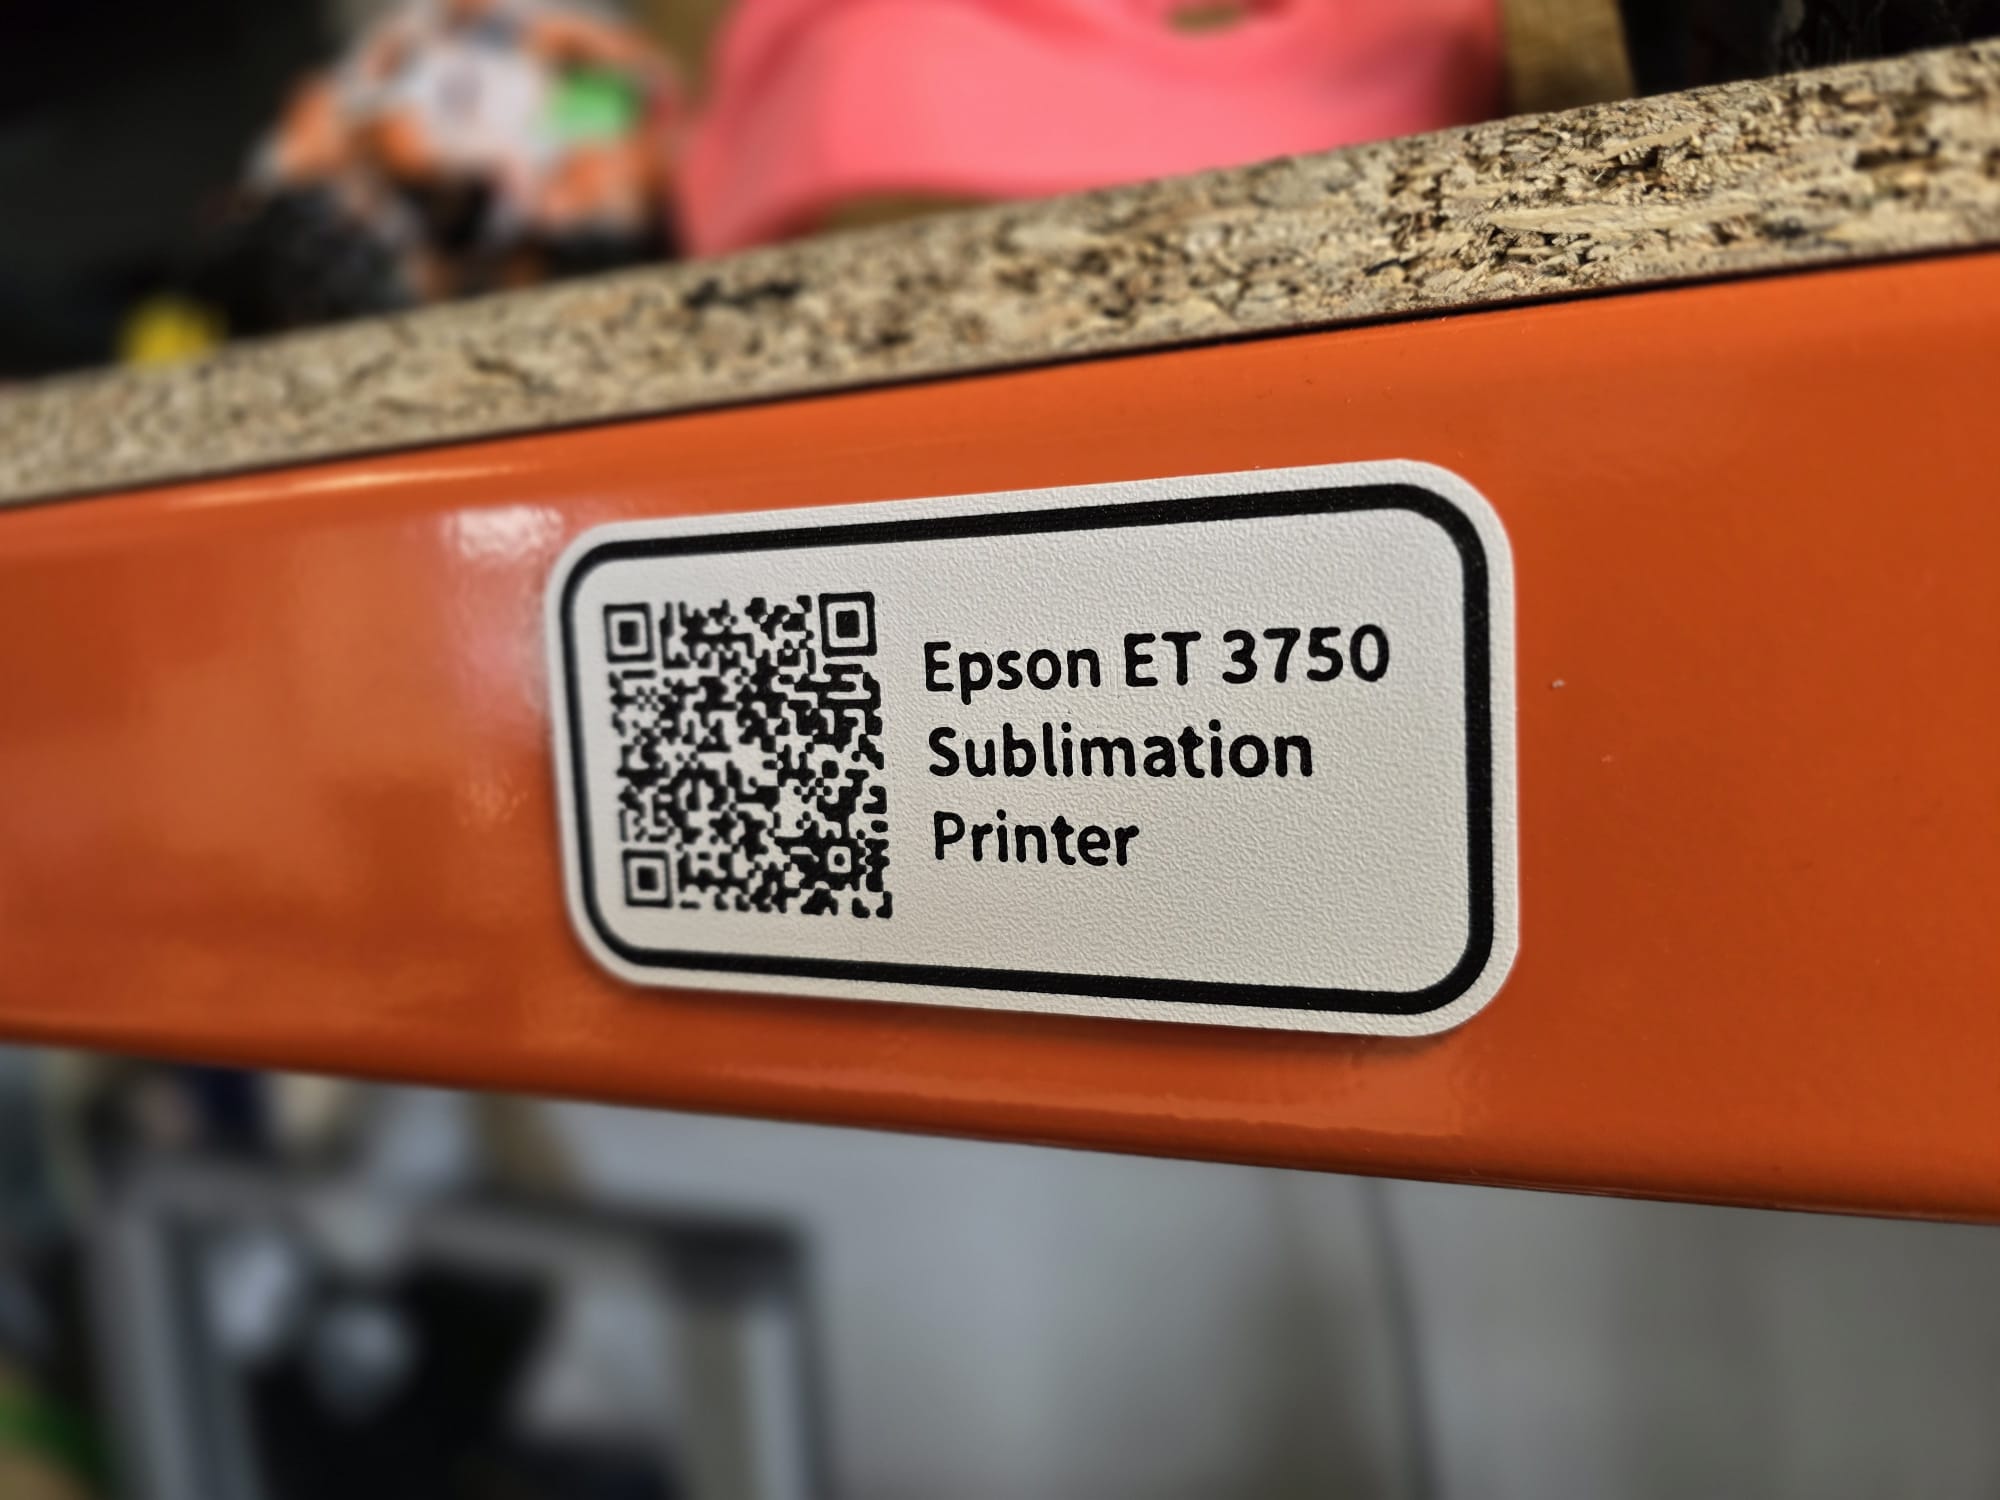 Epson ET 3750
Sublimation
Printer